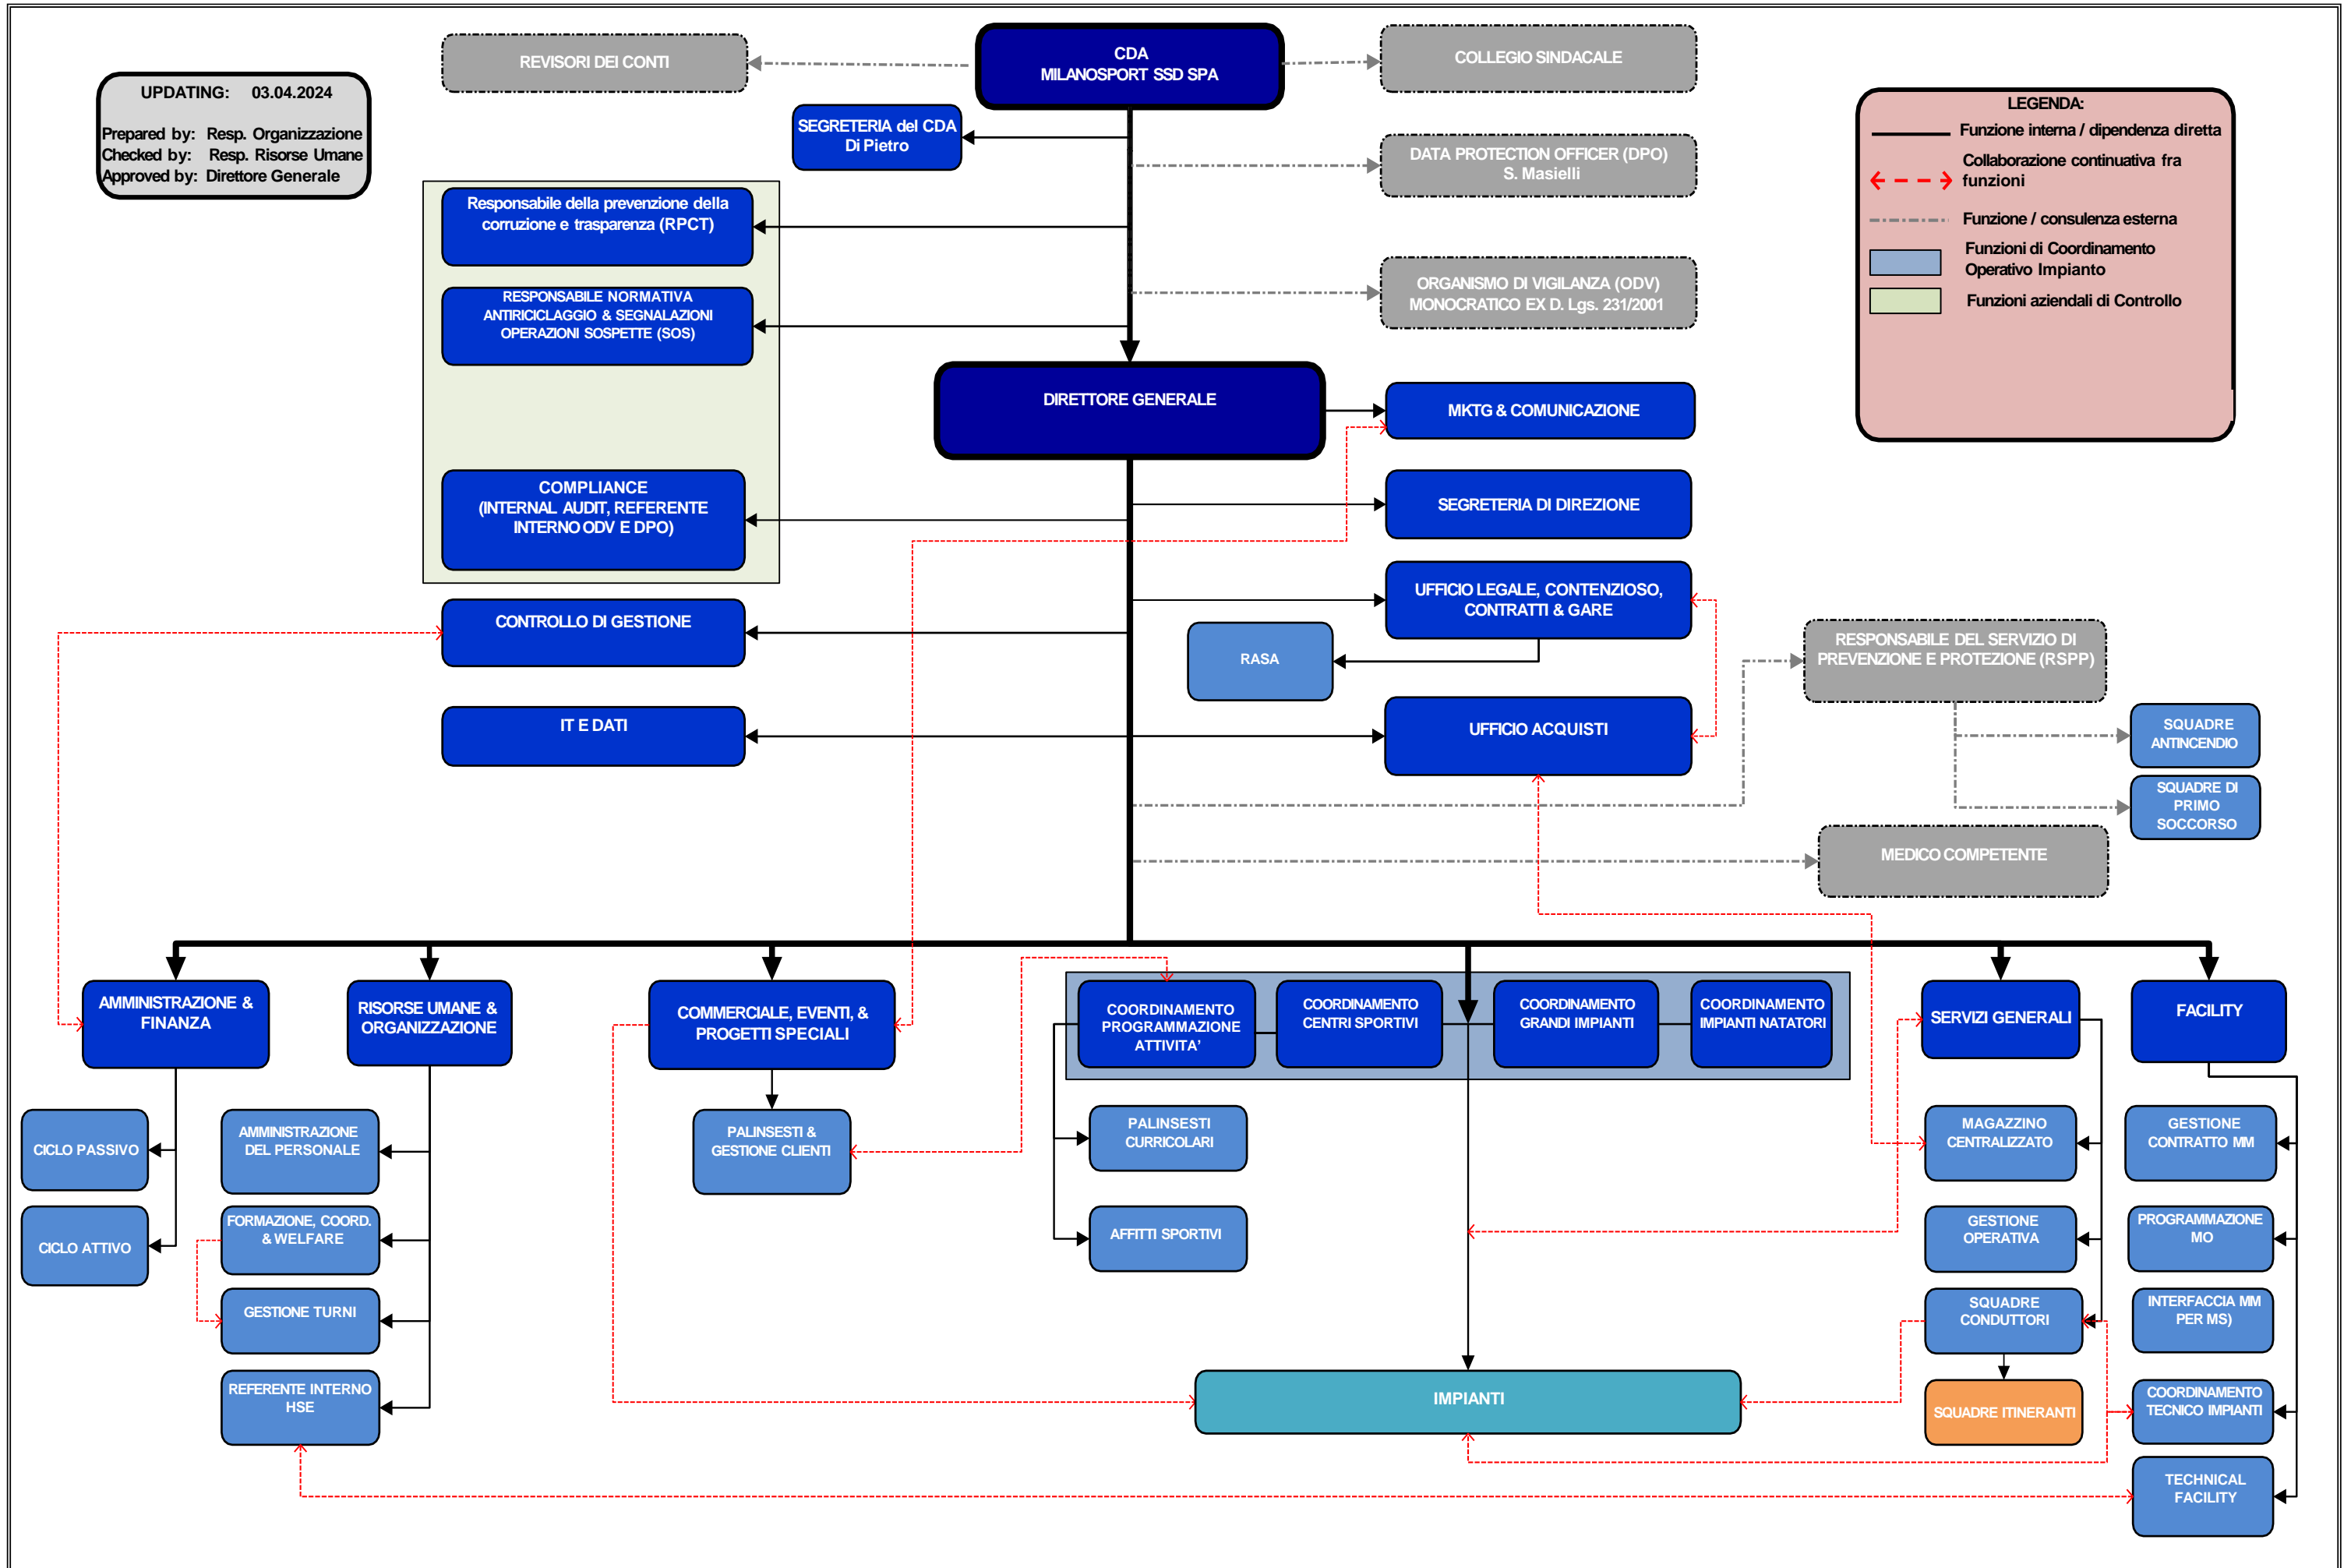 REVISORI DEI CONTI
CDA
MILANOSPORT SSD SPA
COLLEGIO SINDACALE
UPDATING: 03.04.2024
Prepared by: Resp. Organizzazione
Checked by: Resp. Risorse Umane
Approved by: Direttore Generale
SEGRETERIA del CDA
Di Pietro
DATA PROTECTION OFFICER (DPO)
S. Masielli
LEGENDA:
Funzione interna / dipendenza diretta
Collaborazione continuativa fra
funzioni
Funzione / consulenza esterna
Funzioni di Coordinamento
Operativo Impianto
Funzioni aziendali di Controllo
Responsabile della prevenzione della
corruzione e trasparenza (RPCT)
RESPONSABILE NORMATIVA
ANTIRICICLAGGIO & SEGNALAZIONI
OPERAZIONI SOSPETTE (SOS)
ORGANISMO DI VIGILANZA (ODV)
MONOCRATICO EX D. Lgs. 231/2001
DIRETTORE GENERALE
MKTG & COMUNICAZIONE
COMPLIANCE
(INTERNAL AUDIT, REFERENTE
INTERNO ODV E DPO)
SEGRETERIA DI DIREZIONE
CONTROLLO DI GESTIONE
UFFICIO LEGALE, CONTENZIOSO,
CONTRATTI & GARE
RASA
RESPONSABILE DEL SERVIZIO DI
PREVENZIONE E PROTEZIONE (RSPP)
IT E DATI
UFFICIO ACQUISTI
SQUADRE
ANTINCENDIO
SQUADRE DI
PRIMO
SOCCORSO
MEDICO COMPETENTE
AMMINISTRAZIONE &
FINANZA
RISORSE UMANE &
ORGANIZZAZIONE
COMMERCIALE, EVENTI, &
PROGETTI SPECIALI
COORDINAMENTO
PROGRAMMAZIONE
ATTIVITA'
COORDINAMENTO
CENTRI SPORTIVI
COORDINAMENTO
GRANDI IMPIANTI
COORDINAMENTO
IMPIANTI NATATORI
SERVIZI GENERALI
FACILITY
CICLO PASSIVO
AMMINISTRAZIONE
DEL PERSONALE
PALINSESTI &
GESTIONE CLIENTI
PALINSESTI
CURRICOLARI
MAGAZZINO
CENTRALIZZATO
GESTIONE
CONTRATTO MM
CICLO ATTIVO
FORMAZIONE, COORD.
& WELFARE
AFFITTI SPORTIVI
GESTIONE
OPERATIVA
PROGRAMMAZIONE
MO
GESTIONE TURNI
SQUADRE
CONDUTTORI
INTERFACCIA MM
PER MS)
REFERENTE INTERNO
HSE
IMPIANTI
SQUADRE ITINERANTI
COORDINAMENTO
TECNICO IMPIANTI
TECHNICAL
FACILITY